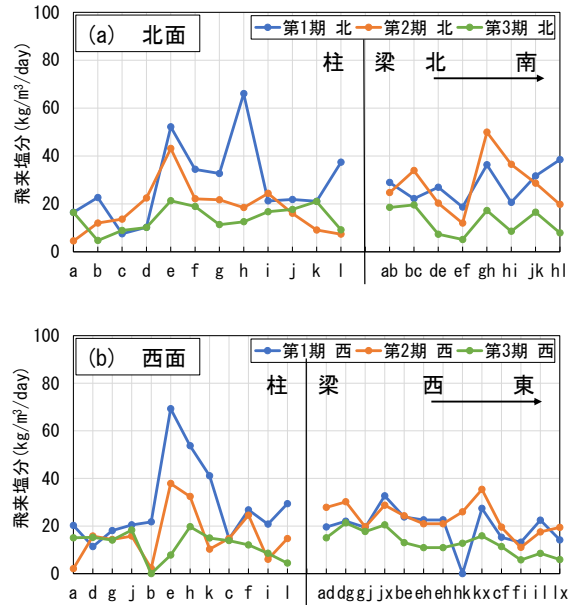 (a) 北面
第1期 北 第2期 北 第3期 北
柱 梁 北 南
飛来塩分(kg/m³/day)
100
80
60
40
20
0
a b c d e f g h i j k l ab bc de ef gh hi jk hl
(b) 西面
第1期 西 第2期 西 第3期 西
柱 梁 西 東
飛来塩分(kg/m³/day)
100
80
60
40
20
0
a d g j b e h k c f i l ad dg gj jx be eh eh hk kx cf fi il lx